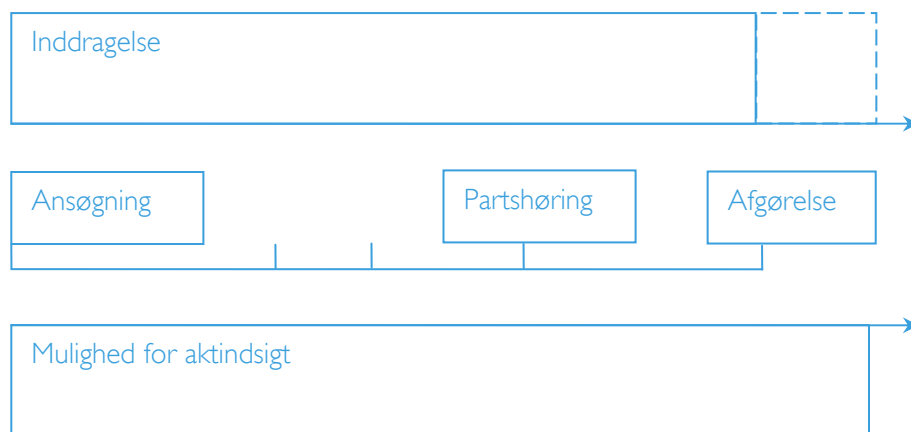 Inddragelse
Ansøgning
Partshøring
Afgørelse
Mulighed for aktindsigt